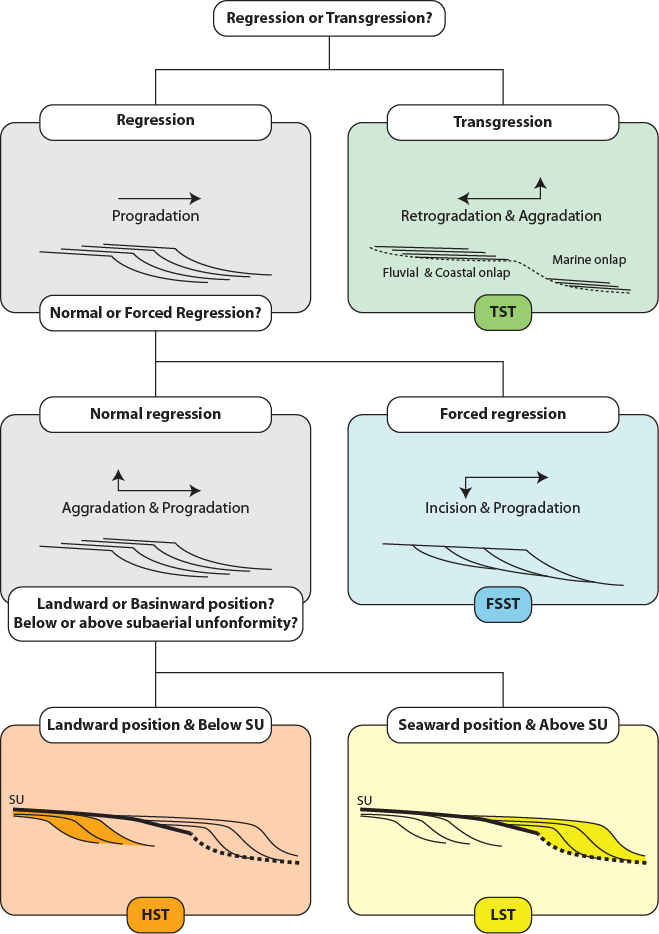 Regression or Transgression?
Regression
Transgression
Progradation
Retrogradation & Aggradation
Marine onlap
Fluvial & Coastal onlap
Normal or Forced Regression?
TST
Normal regression
Forced regression
Aggradation & Progradation
Incision & Progradation
Landward or Basinward position?
Below or above subaerial unfonformity?
FSST
Landward position & Below SU
Seaward position & Above SU
SU
SU
HST
LST